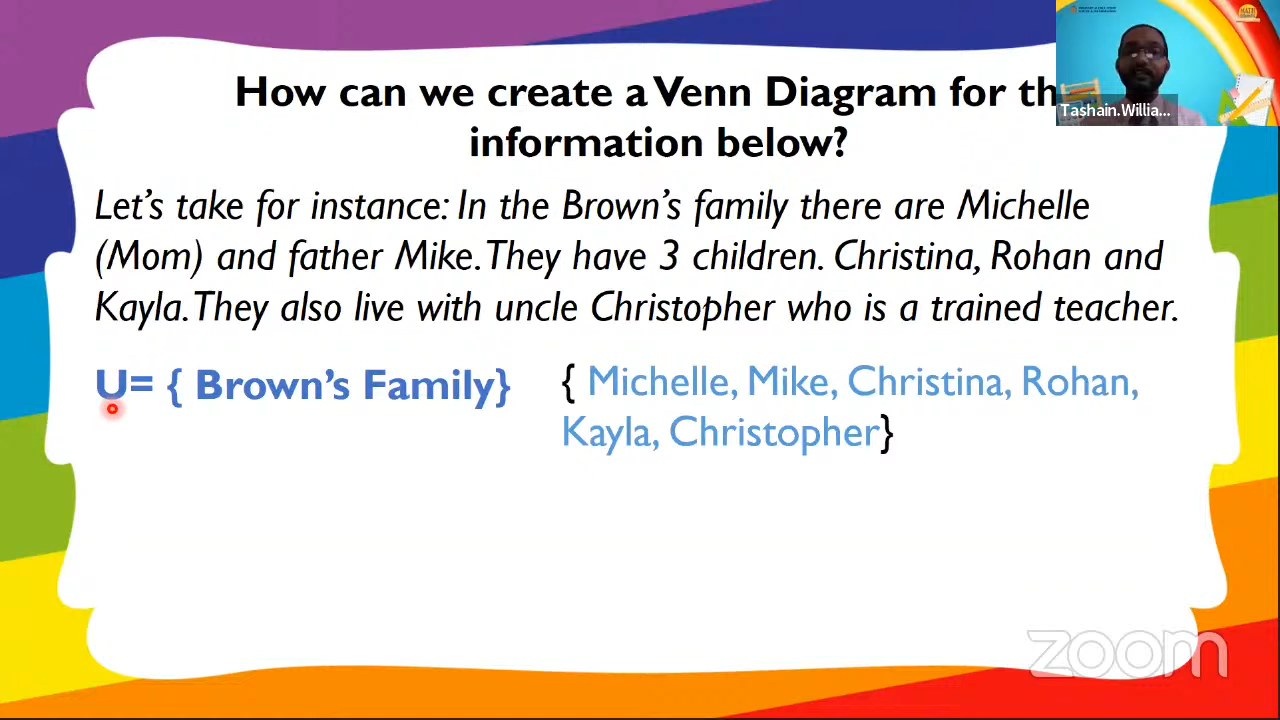 How can we create a Venn Diagram for th
information below?
Tashain.Willia...
Let's take for instance: In the Brown's family there are Michelle
(Mom) and father Mike. They have 3 children. Christina, Rohan and
Kayla. They also live with uncle Christopher who is a trained teacher.
U= { Brown's Family}
{ Michelle, Mike, Christina, Rohan,
Kayla, Christopher}
zoom